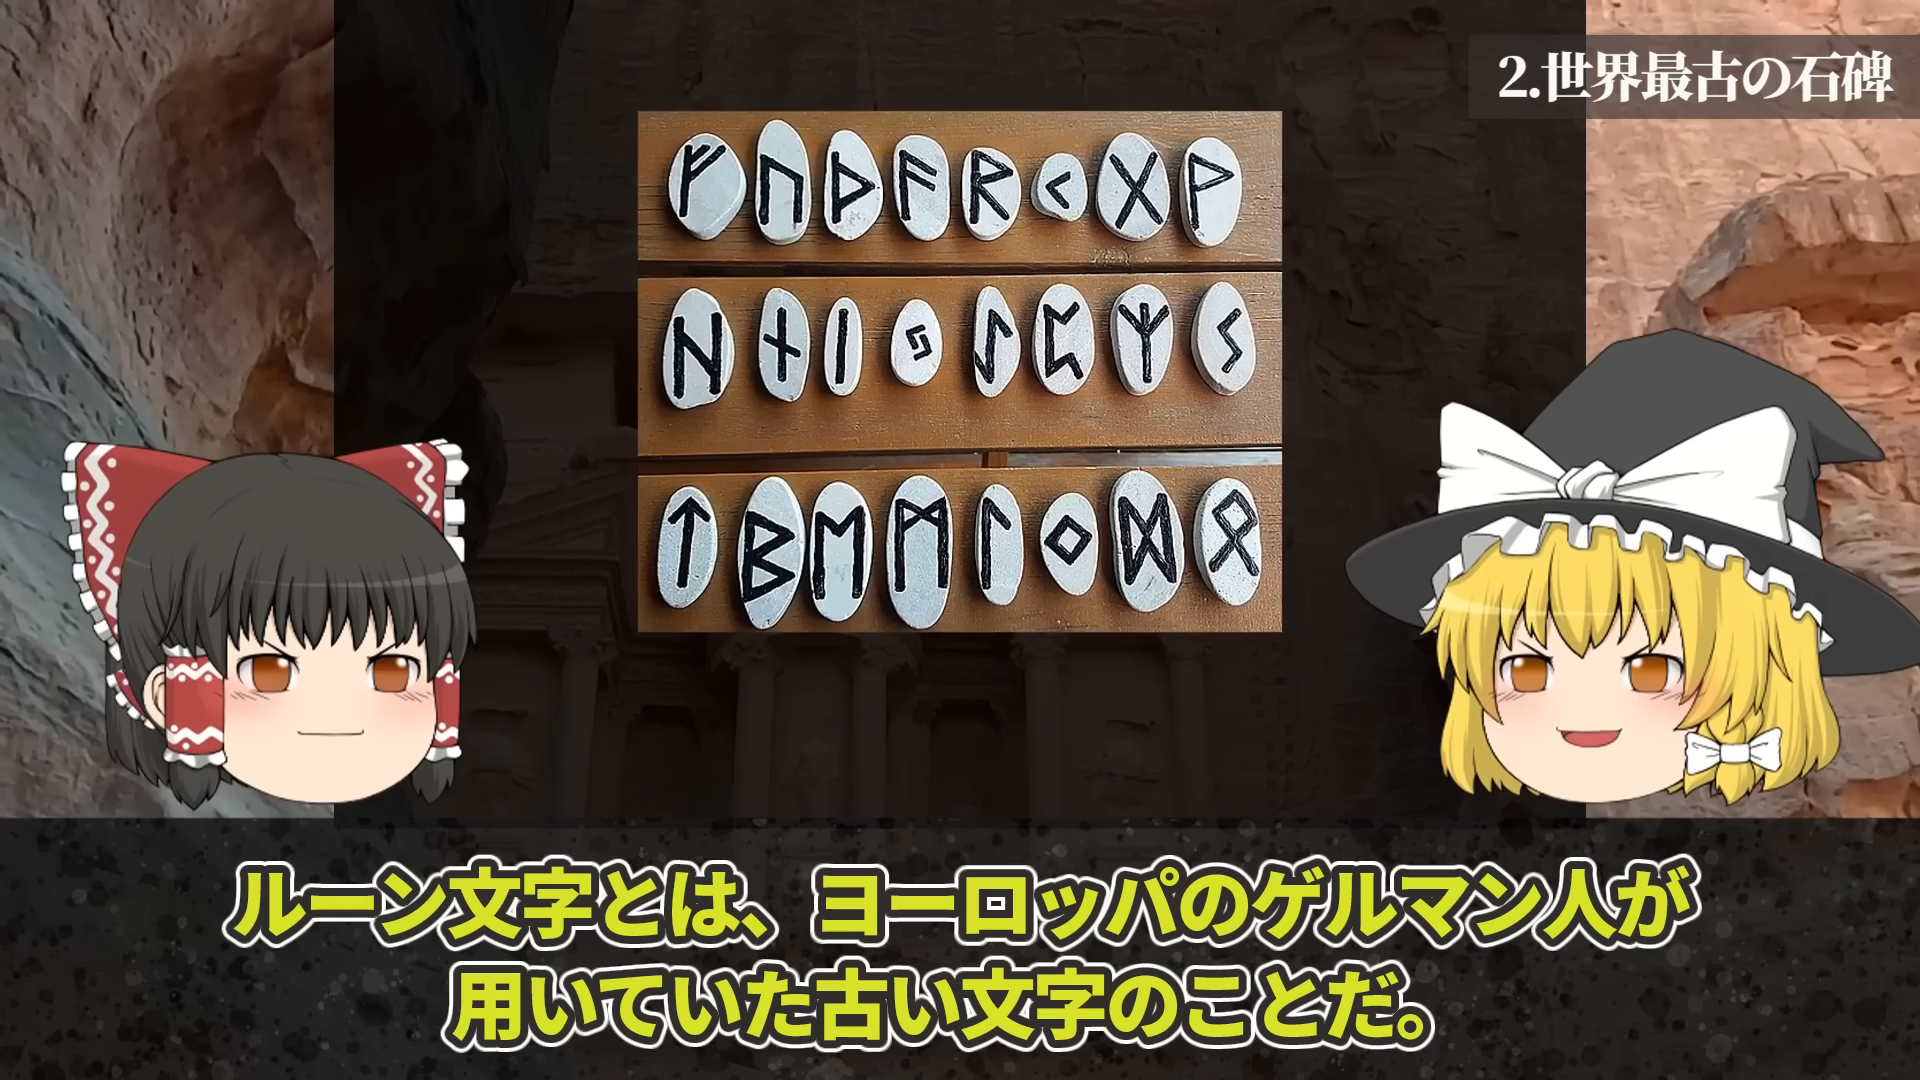 2.世界最古の石碑
ᚠ ᚢ ᚦ ᚨ ᚱ ᚲ ᚷ ᚹ
ᚺ ᚾ ᛁ ᛃ ᛇ ᛈ ᛉ ᛊ
ᛏ ᛒ ᛖ ᛗ ᛚ ᛜ ᛞ ᛟ
ルーン文字とは、ヨーロッパのゲルマン人が
用いていた古い文字のことだ。